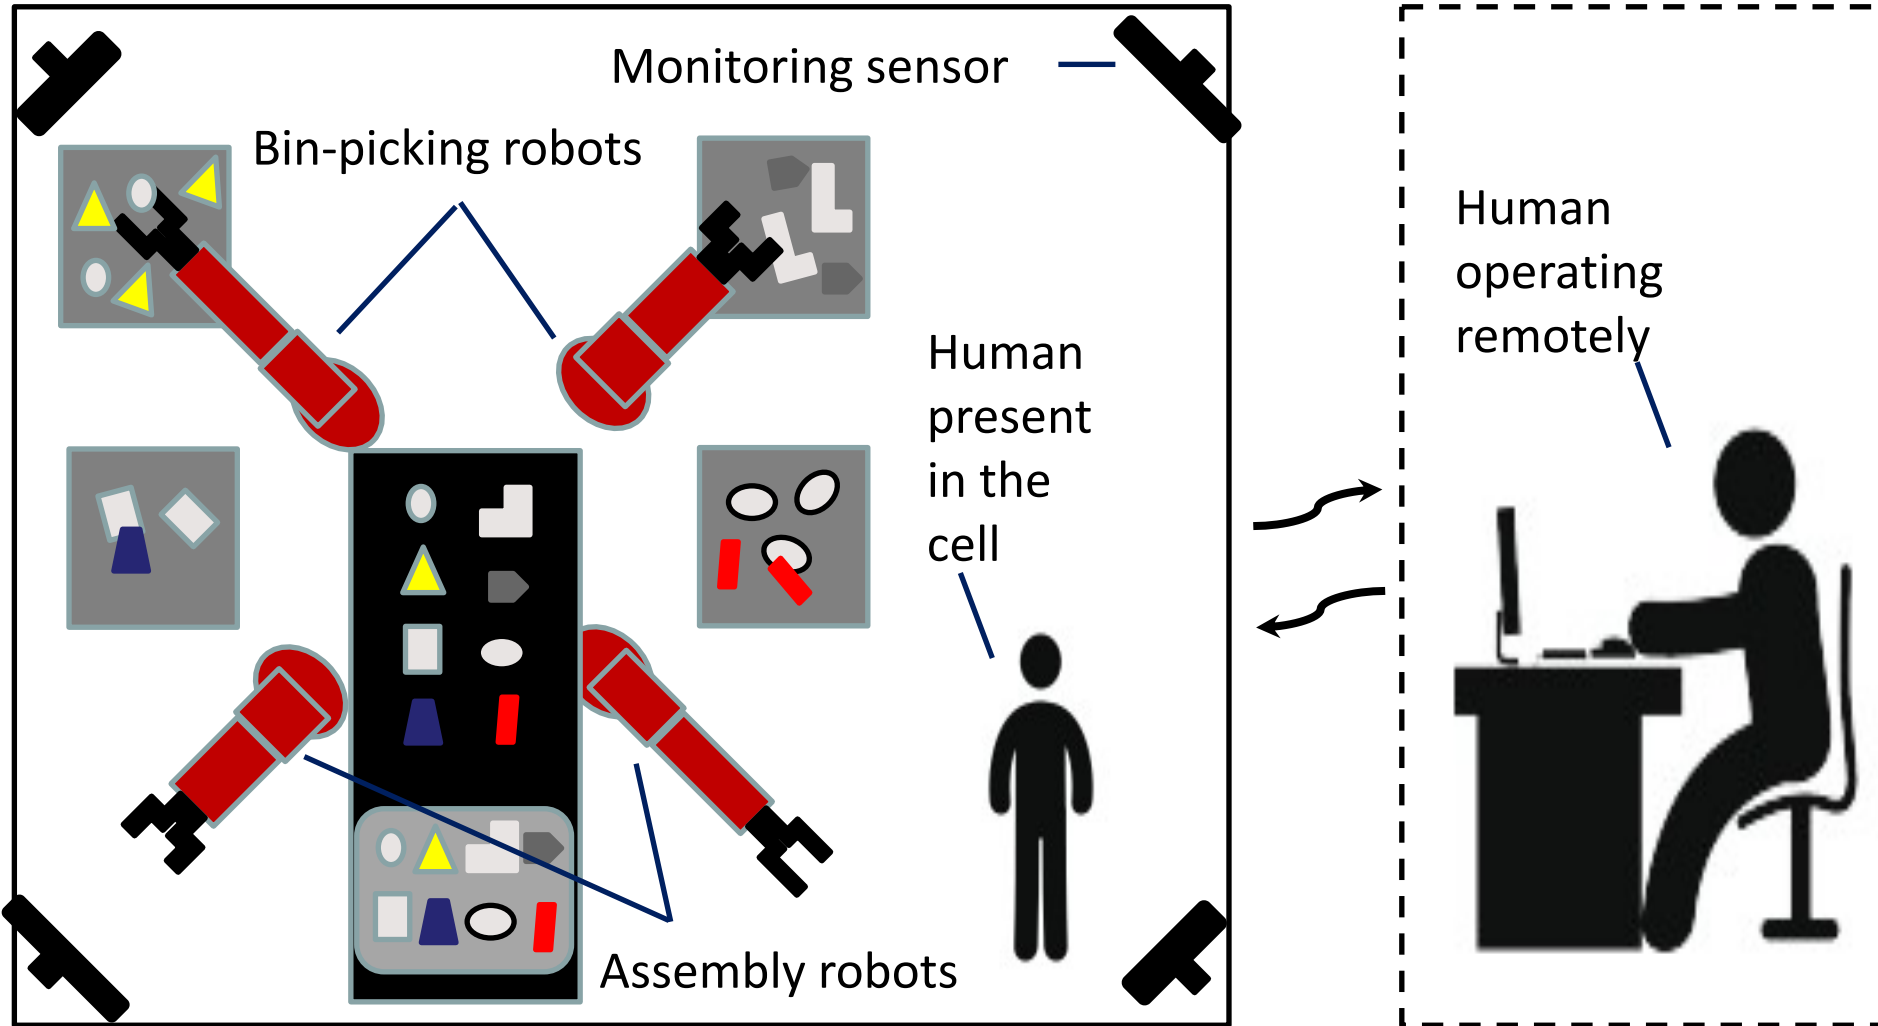 Monitoring sensor
Bin-picking robots
Human
present
in the
cell
Assembly robots
Human
operating
remotely